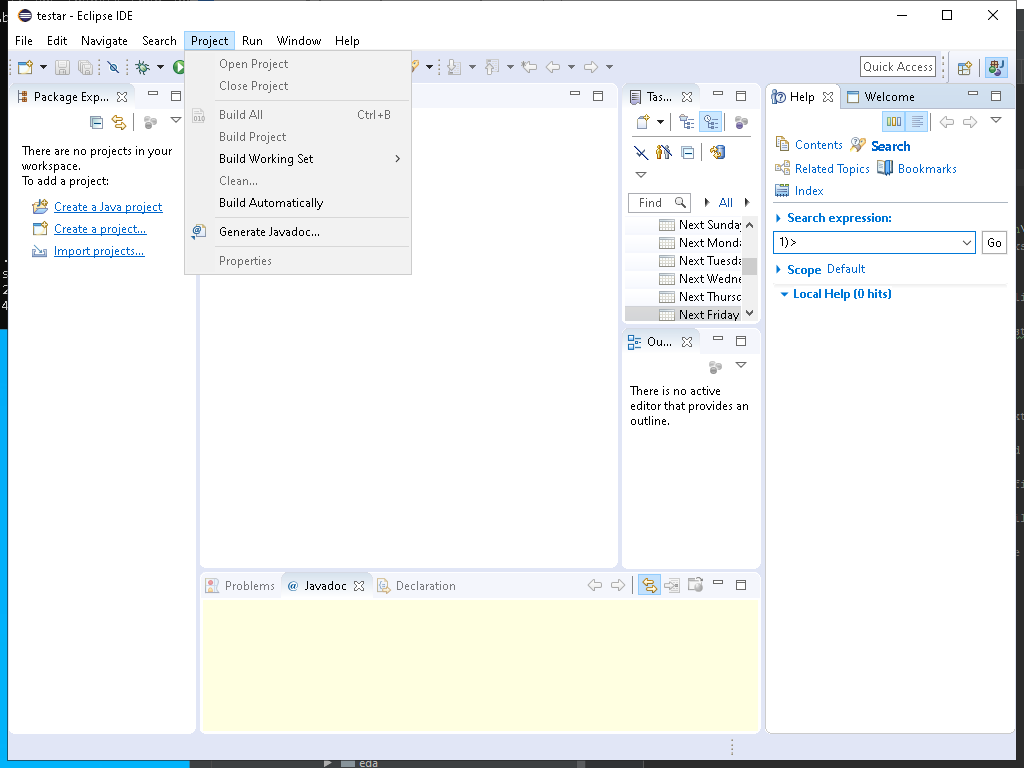 testar - Eclipse IDE
File Edit Navigate Search Project Run Window Help
Quick Access
Open Project
Close Project
Build All Ctrl+B
Build Project
Build Working Set
Clean...
Build Automatically
Generate Javadoc...
Properties
Package Exp...
There are no projects in your
workspace.
To add a project:
Create a Java project
Create a project...
Import projects...
Tas...
Find All
Next Sunday
Next Monda
Next Tuesda
Next Wedne
Next Thursd
Next Friday
Ou...
There is no active
editor that provides an
outline.
Help Welcome
Contents Search
Related Topics Bookmarks
Index
Search expression:
1)> Go
Scope Default
Local Help (0 hits)
Problems @ Javadoc Declaration
eda